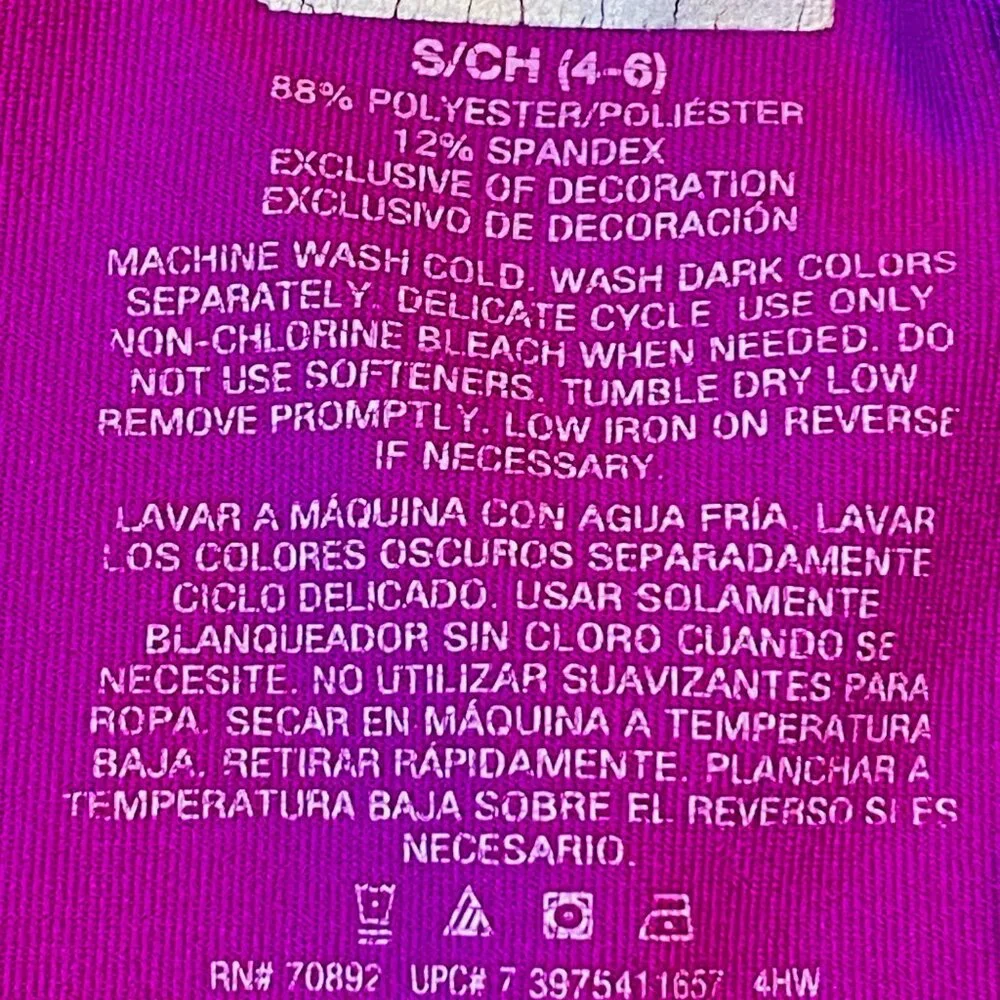 S/CH (4-6)
88% POLYESTER/POLIÉSTER
12% SPANDEX
EXCLUSIVE OF DECORATION
EXCLUSIVO DE DECORACIÓN
MACHINE WASH COLD. WASH DARK COLORS
SEPARATELY. DELICATE CYCLE USE ONLY
NON-CHLORINE BLEACH WHEN NEEDED. DO
NOT USE SOFTENERS. TUMBLE DRY LOW
REMOVE PROMPTLY. LOW IRON ON REVERSE
IF NECESSARY.
LAVAR A MÁQUINA CON AGUA FRÍA. LAVAR
LOS COLORES OSCUROS SEPARADAMENTE
CICLO DELICADO. USAR SOLAMENTE
BLANQUEADOR SIN CLORO CUANDO SE
NECESITE. NO UTILIZAR SUAVIZANTES PARA
ROPA. SECAR EN MÁQUINA A TEMPERATURA
BAJA. RETIRAR RÁPIDAMENTE. PLANCHAR A
TEMPERATURA BAJA SOBRE EL REVERSO SI ES
NECESARIO.
RN# 70892 UPC# 7 3975411657 4HW